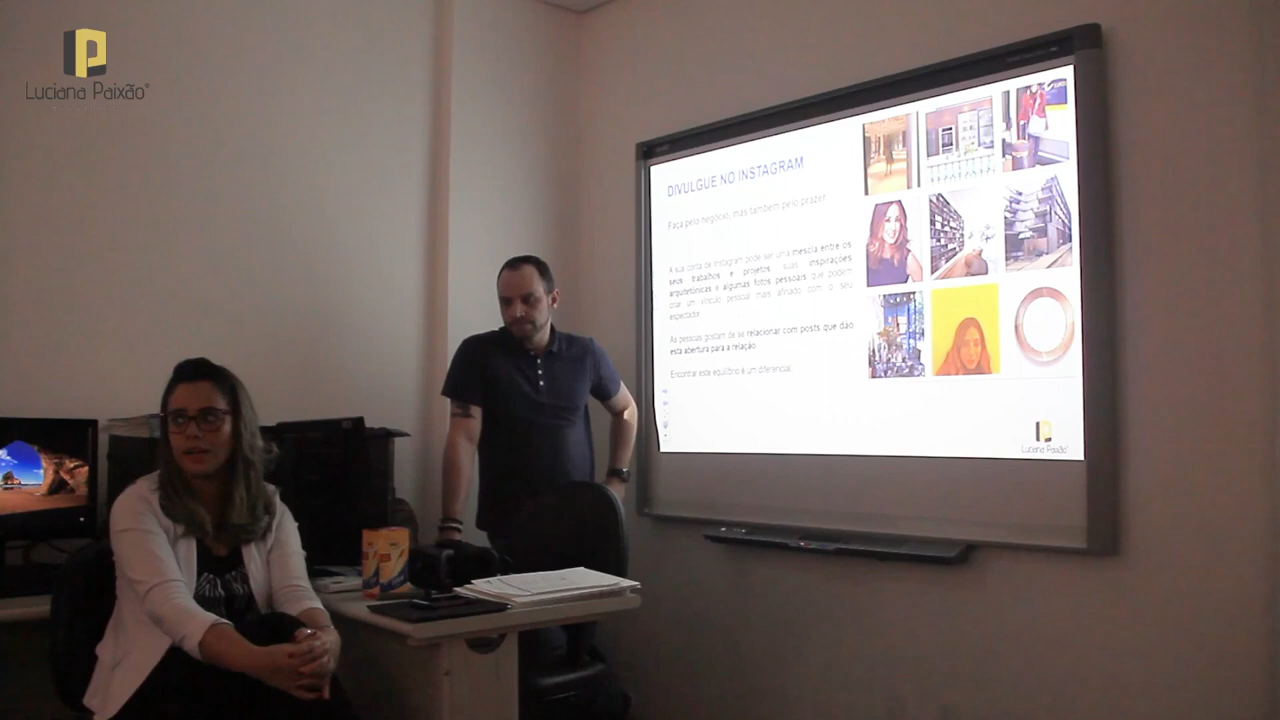 Luciana Paixão®
DIVULGUE NO INSTAGRAM
Faça pelo negócio, mas também pelo prazer
A sua conta de Instagram pode ser uma mescla entre os
seus trabalhos e projetos suas inspirações
arquitetônicas e algumas fotos pessoais que podem
criar um vínculo pessoal mais afinado com o seu
espectador.
As pessoas gostam de se relacionar com posts que dão
esta abertura para a relação.
Encontrar este equilíbrio é um diferencial.
Luciana Paixão®